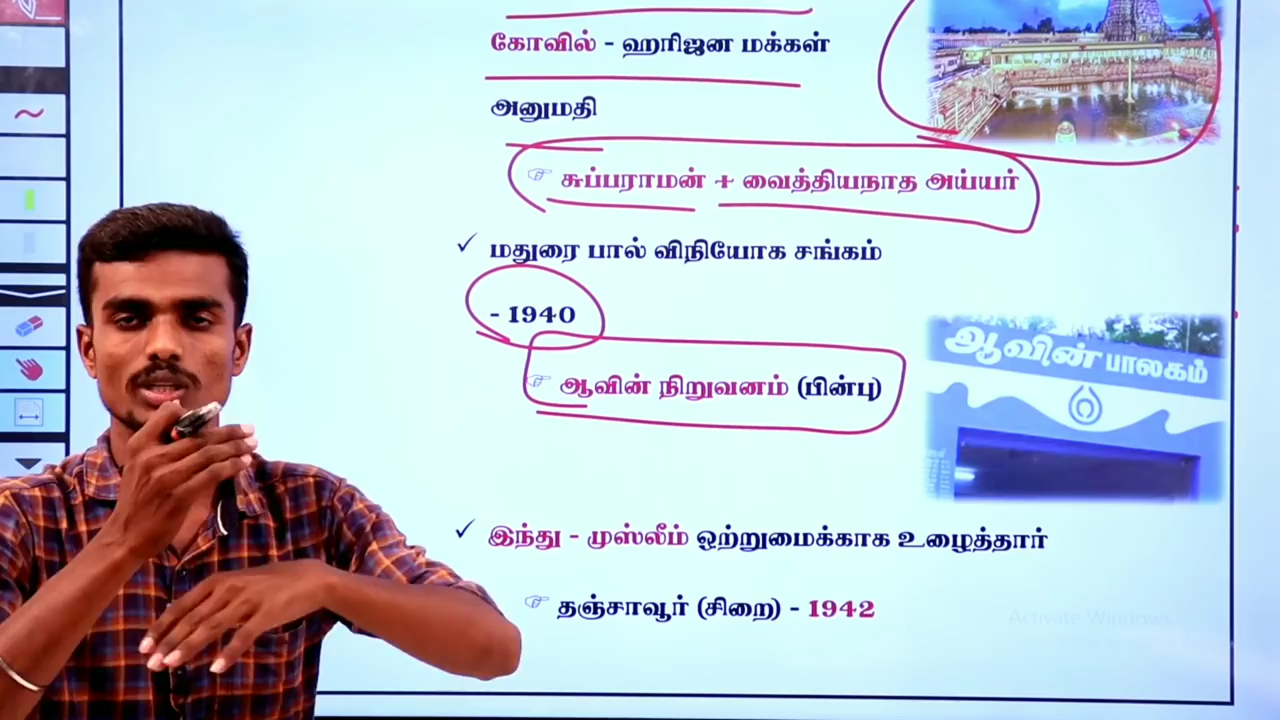 கோவில் - ஹரிஜன மக்கள்
அனுமதி
சுப்பராமன் + வைத்தியநாத அய்யர்
மதுரை பால் விநியோக சங்கம்
- 1940
ஆவின் நிறுவனம் (பின்பு)
ஆவின் பாலகம்
இந்து - முஸ்லீம் ஒற்றுமைக்காக உழைத்தார்
தஞ்சாவூர் (சிறை) - 1942
Activate Windows